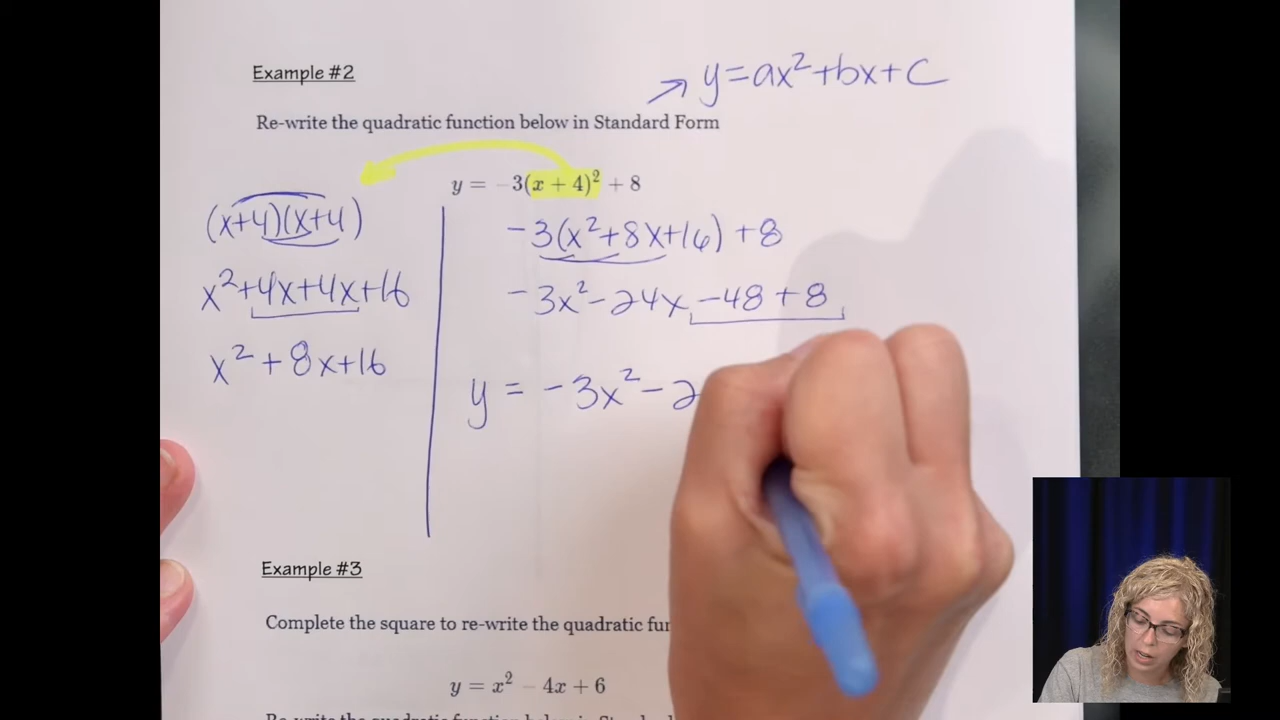 Example #2
y=ax²+bx+c
Re-write the quadratic function below in Standard Form
y = -3(x + 4)² + 8
(x+4)(x+4)
-3(x²+8x+16) +8
x²+4x+4x+16
-3x²-24x-48+8
x²+8x+16
y = -3x²-2
Example #3
Complete the square to re-write the quadratic
y = x² - 4x + 6